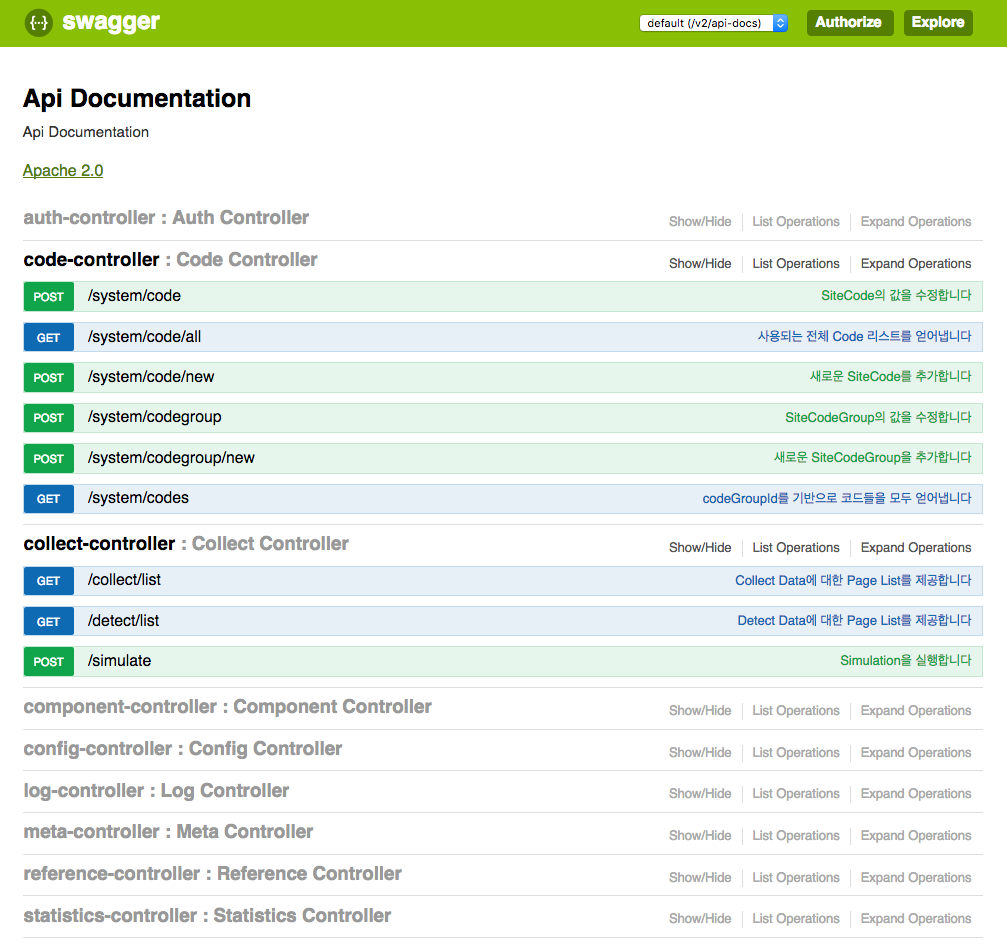 {··} swagger default (/v2/api-docs) Authorize Explore
Api Documentation
Api Documentation
Apache 2.0
auth-controller : Auth Controller Show/Hide List Operations Expand Operations
code-controller : Code Controller Show/Hide List Operations Expand Operations
POST /system/code SiteCode의 값을 수정합니다
GET /system/code/all 사용되는 전체 Code 리스트를 얻어냅니다
POST /system/code/new 새로운 SiteCode를 추가합니다
POST /system/codegroup SiteCodeGroup의 값을 수정합니다
POST /system/codegroup/new 새로운 SiteCodeGroup을 추가합니다
GET /system/codes codeGroupId를 기반으로 코드들을 모두 얻어냅니다
collect-controller : Collect Controller Show/Hide List Operations Expand Operations
GET /collect/list Collect Data에 대한 Page List를 제공합니다
GET /detect/list Detect Data에 대한 Page List를 제공합니다
POST /simulate Simulation을 실행합니다
component-controller : Component Controller Show/Hide List Operations Expand Operations
config-controller : Config Controller Show/Hide List Operations Expand Operations
log-controller : Log Controller Show/Hide List Operations Expand Operations
meta-controller : Meta Controller Show/Hide List Operations Expand Operations
reference-controller : Reference Controller Show/Hide List Operations Expand Operations
statistics-controller : Statistics Controller Show/Hide List Operations Expand Operations